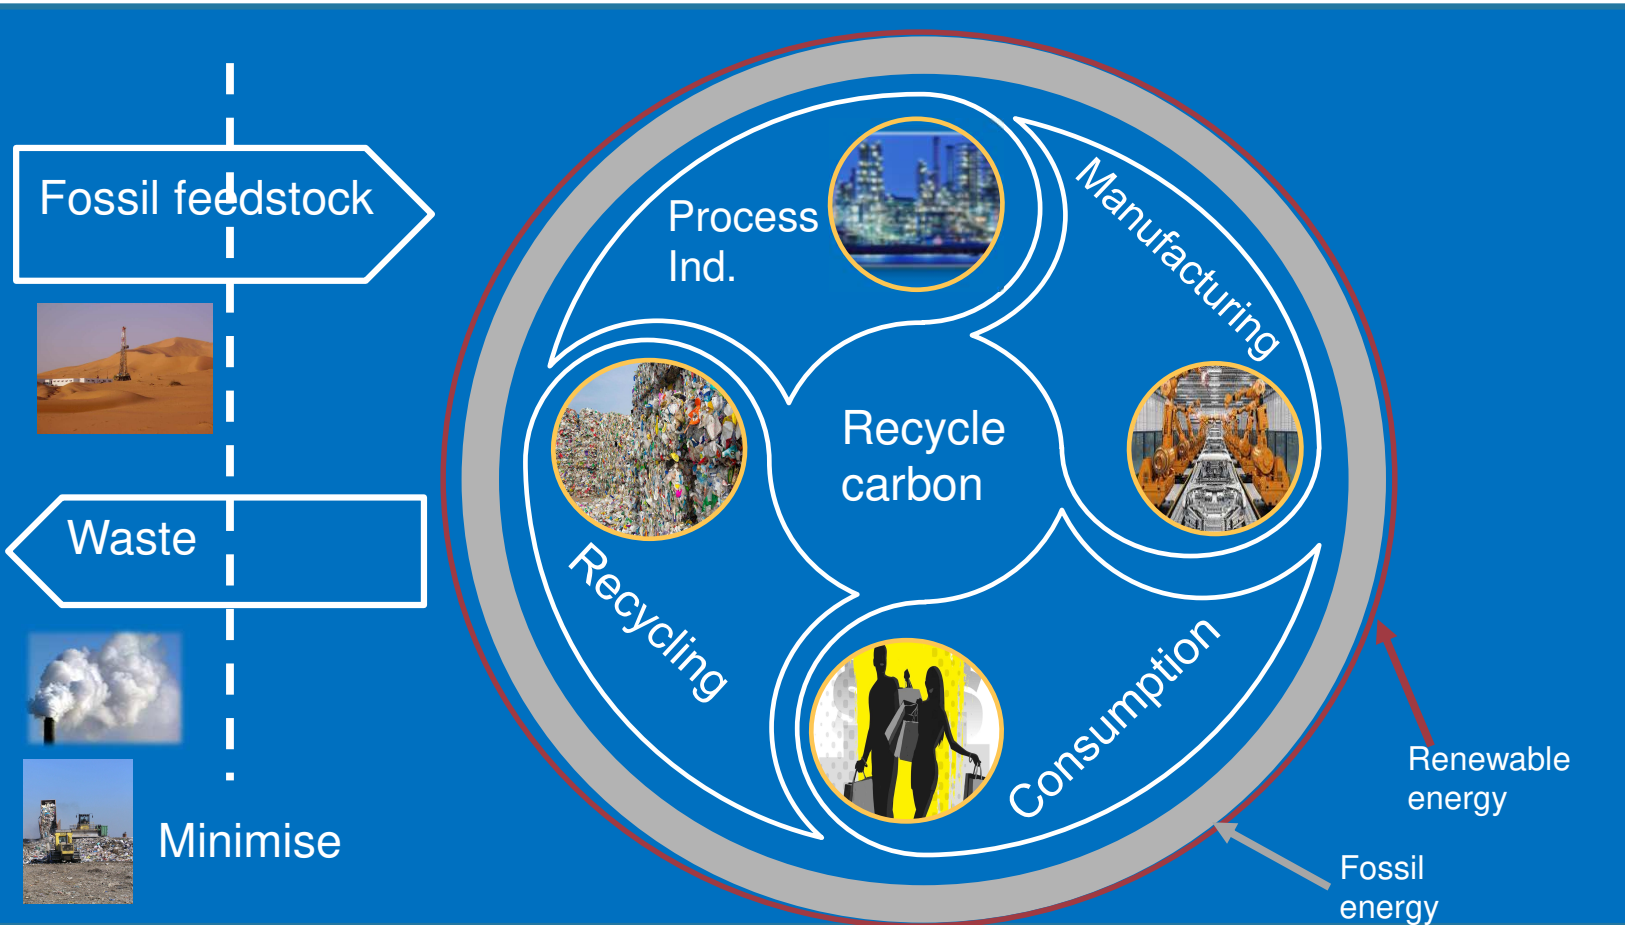 Fossil feedstock
Process
Ind.
Manufacturing
Recycle
carbon
Waste
Recycling
Consumption
Minimise
Renewable
energy
Fossil
energy